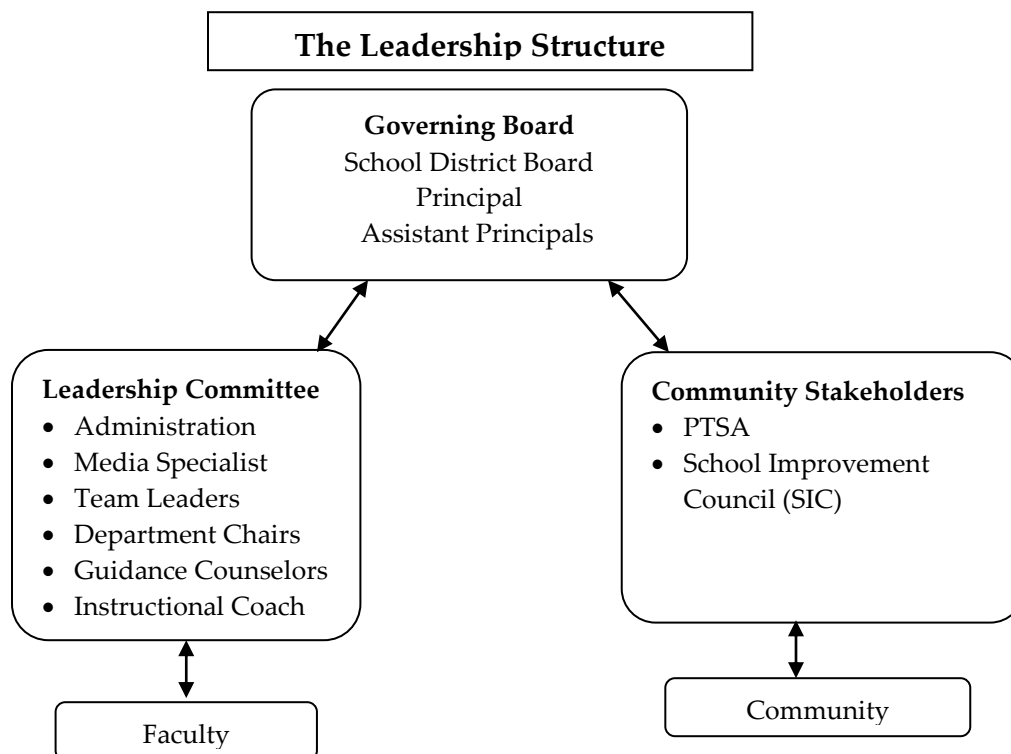 The Leadership Structure
Governing Board
School District Board
Principal
Assistant Principals
Leadership Committee
• Administration
• Media Specialist
• Team Leaders
• Department Chairs
• Guidance Counselors
• Instructional Coach
Community Stakeholders
• PTSA
• School Improvement
Council (SIC)
Faculty
Community